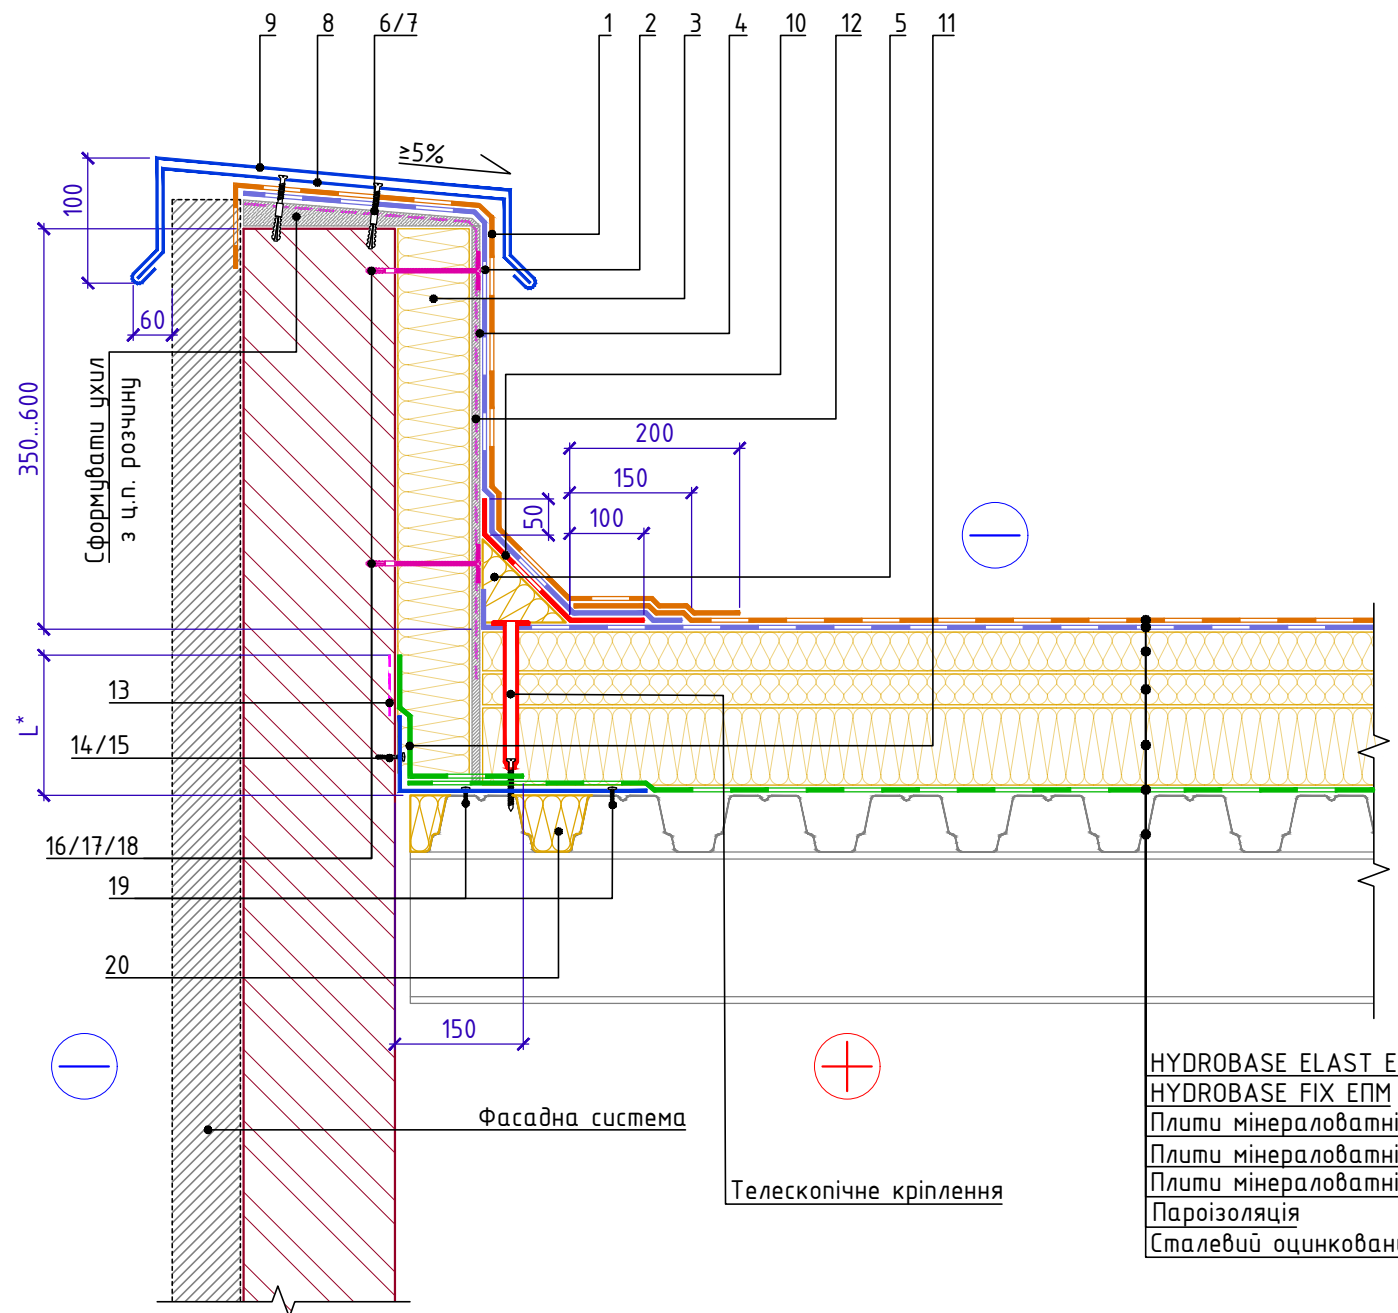 9 8 6/7 1 2 3 4 10 12 5 11
≥5%
100
60
350...600
Сформувати ухил
з ц.п. розчину
200
150
50
100
13
L*
14/15
16/17/18
19
20
150
Фасадна система
Телескопічне кріплення
HYDROBASE ELAST Е
HYDROBASE FIX ЕПМ
Плити мінераловатні
Плити мінераловатні
Плити мінераловатні
Пароізоляція
Сталевий оцинкован